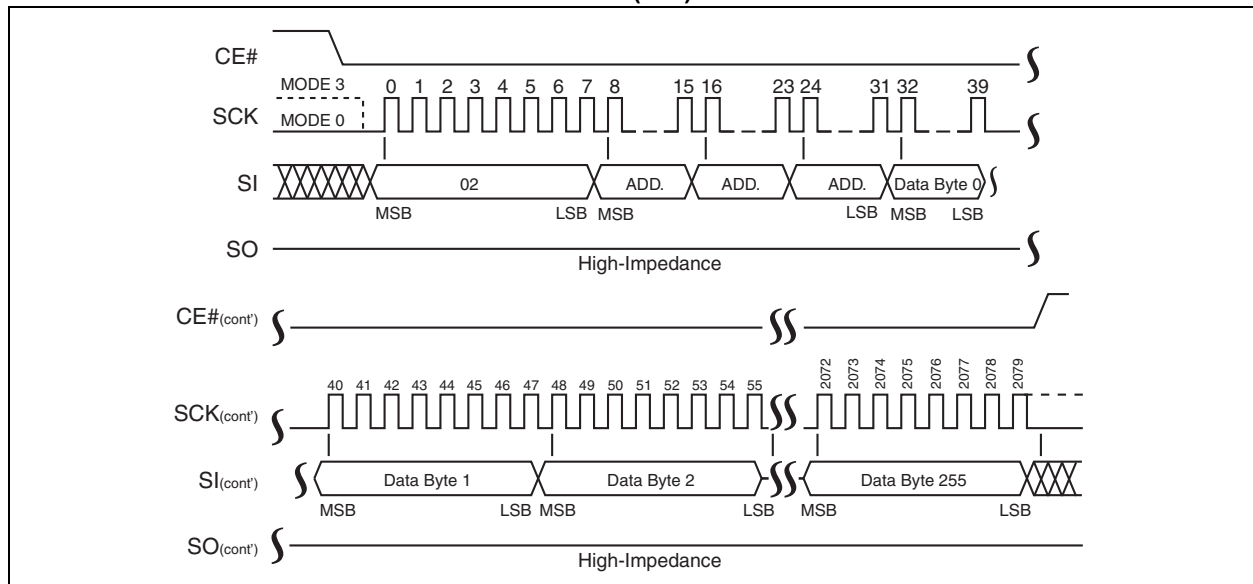 CE#
MODE 3
0 1 2 3 4 5 6 7 8 15 16 23 24 31 32 39
SCK
MODE 0
SI
02 ADD. ADD. ADD. Data Byte 0
MSB LSB MSB LSB MSB LSB
SO
High-Impedance
CE#(cont')
40 41 42 43 44 45 46 47 48 49 50 51 52 53 54 55 2072 2073 2074 2075 2076 2077 2078 2079
SCK(cont')
SI(cont')
Data Byte 1 Data Byte 2 Data Byte 255
MSB LSB MSB LSB MSB LSB
SO(cont')
High-Impedance